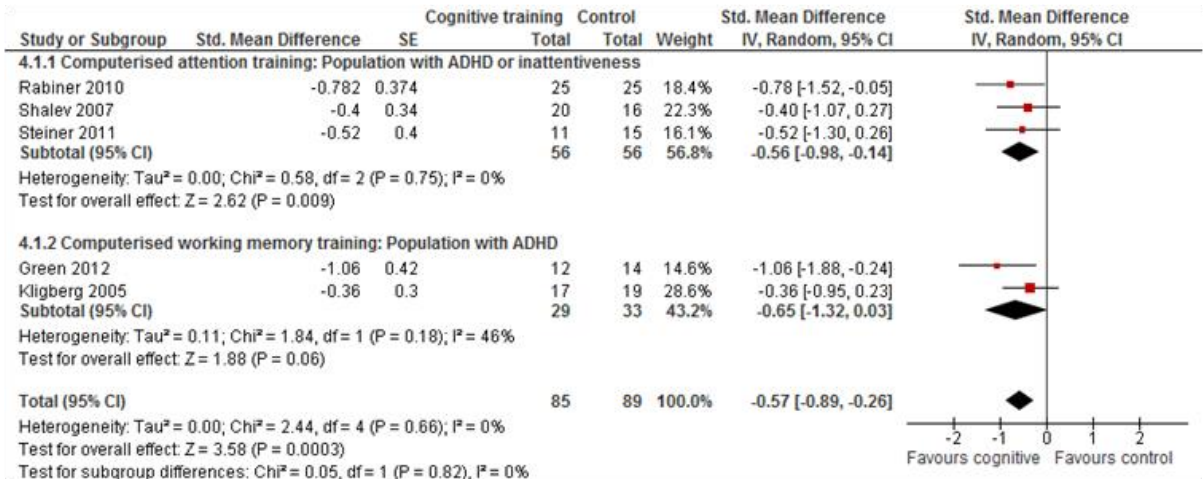 Cognitive training Control Std. Mean Difference Std. Mean Difference
Study or Subgroup Std. Mean Difference SE Total Total Weight IV, Random, 95% CI IV, Random, 95% CI
4.1.1 Computerised attention training: Population with ADHD or inattentiveness
Rabiner 2010 -0.782 0.374 25 25 18.4% -0.78 [-1.52, -0.05]
Shalev 2007 -0.4 0.34 20 16 22.3% -0.40 [-1.07, 0.27]
Steiner 2011 -0.52 0.4 11 15 16.1% -0.52 [-1.30, 0.26]
Subtotal (95% CI) 56 56 56.8% -0.56 [-0.98, -0.14]
Heterogeneity: Tau² = 0.00; Chi² = 0.58, df = 2 (P = 0.75); I² = 0%
Test for overall effect: Z = 2.62 (P = 0.009)
4.1.2 Computerised working memory training: Population with ADHD
Green 2012 -1.06 0.42 12 14 14.6% -1.06 [-1.88, -0.24]
Kligberg 2005 -0.36 0.3 17 19 28.6% -0.36 [-0.95, 0.23]
Subtotal (95% CI) 29 33 43.2% -0.65 [-1.32, 0.03]
Heterogeneity: Tau² = 0.11; Chi² = 1.84, df = 1 (P = 0.18); I² = 46%
Test for overall effect: Z = 1.88 (P = 0.06)
Total (95% CI) 85 89 100.0% -0.57 [-0.89, -0.26]
Heterogeneity: Tau² = 0.00; Chi² = 2.44, df = 4 (P = 0.66); I² = 0%
Test for overall effect: Z = 3.58 (P = 0.0003)
Test for subgroup differences: Chi² = 0.05, df = 1 (P = 0.82), I² = 0%
-2 -1 0 1 2
Favours cognitive Favours control